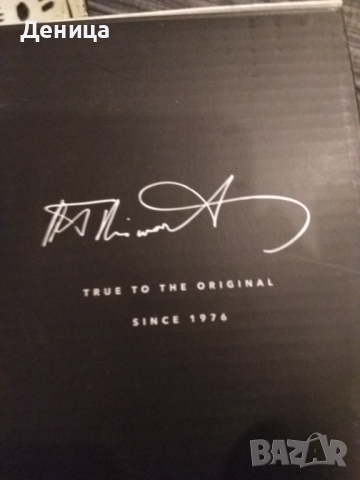 Деница
TRUE TO THE ORIGINAL
SINCE 1976
BAZAR